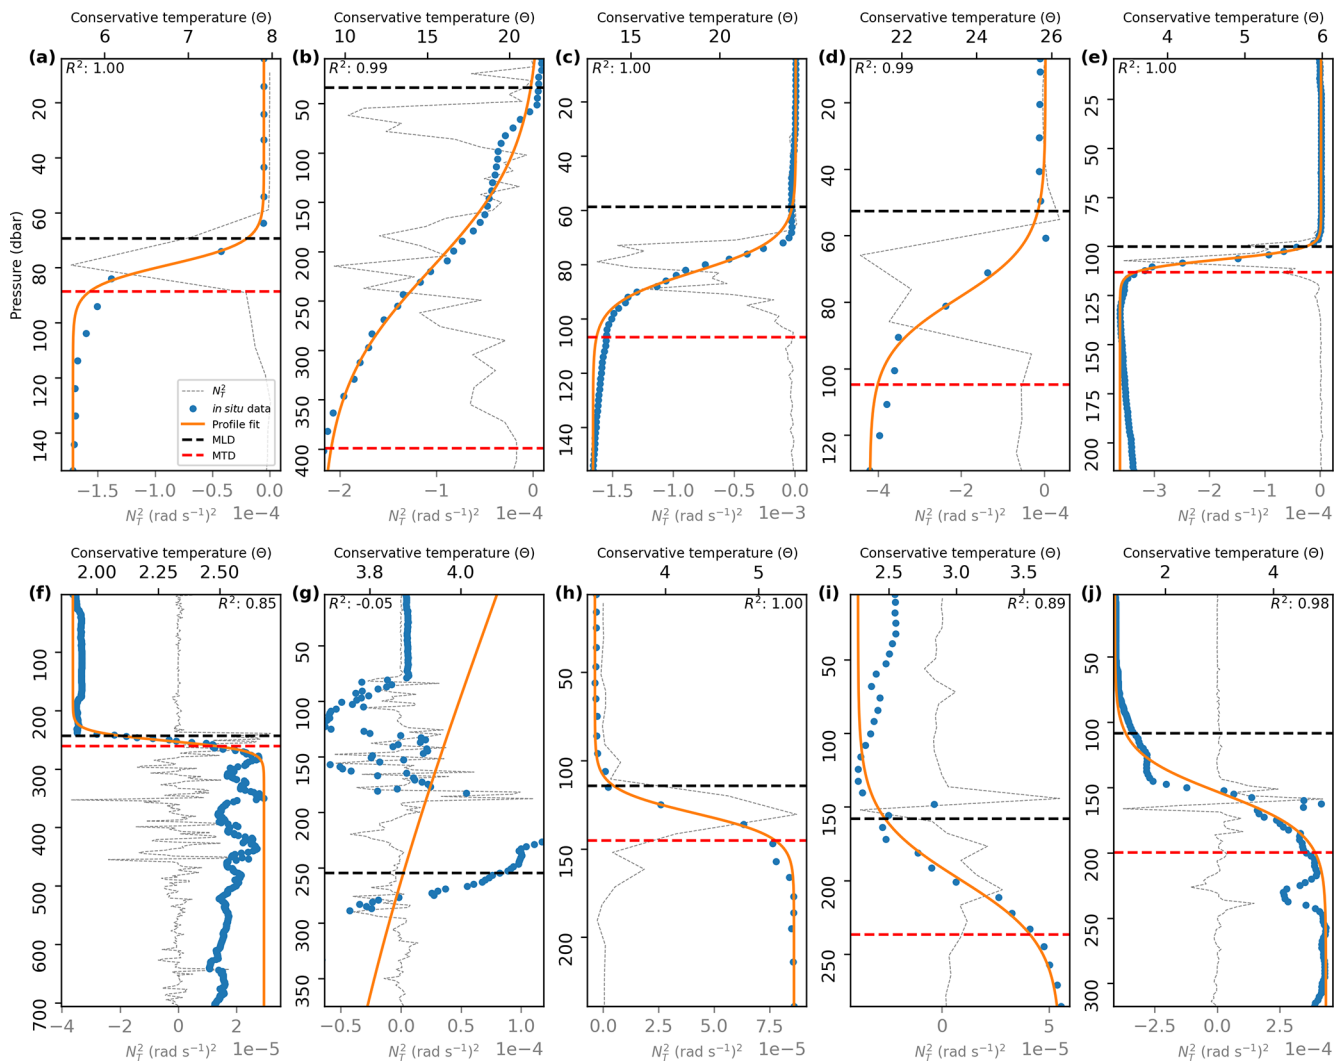 Conservative temperature (Θ) Conservative temperature (Θ) Conservative temperature (Θ) Conservative temperature (Θ) Conservative temperature (Θ)
6 7 8 10 15 20 15 20 22 24 26 3 4 5 6
(a) R²: 1.00 (b) R²: 0.99 (c) R²: 1.00 (d) R²: 0.99 (e) R²: 1.00
Pressure (dbar)
20 40 60 80 100 120 140
50 100 150 200 250 300 350 400
20 40 60 80 100 120 140
20 40 60 80 100 120
25 50 75 100 125 150 175 200
N²_T
in situ data
Profile fit
MLD
MTD
−1.5 −1.0 −0.5 0.0 −2 −1 0 −1.5 −1.0 −0.5 0.0 −4 −2 0 −3 −2 −1 0
N²_T (rad s⁻¹)² 1e−4 N²_T (rad s⁻¹)² 1e−4 N²_T (rad s⁻¹)² 1e−3 N²_T (rad s⁻¹)² 1e−4 N²_T (rad s⁻¹)² 1e−4
Conservative temperature (Θ) Conservative temperature (Θ) Conservative temperature (Θ) Conservative temperature (Θ) Conservative temperature (Θ)
2.00 2.25 2.50 3.8 4.0 4 5 2.5 3.0 3.5 2 4
(f) R²: 0.85 (g) R²: -0.05 (h) R²: 1.00 (i) R²: 0.89 (j) R²: 0.98
100 200 300 400 500 600 700
50 100 150 200 250 300 350
50 100 150 200
50 100 150 200 250
50 100 150 200 250 300
−4 −2 0 2 −0.5 0.0 0.5 1.0 0.0 2.5 5.0 7.5 0 5 −2.5 0.0 2.5
N²_T (rad s⁻¹)² 1e−5 N²_T (rad s⁻¹)² 1e−4 N²_T (rad s⁻¹)² 1e−5 N²_T (rad s⁻¹)² 1e−5 N²_T (rad s⁻¹)² 1e−4